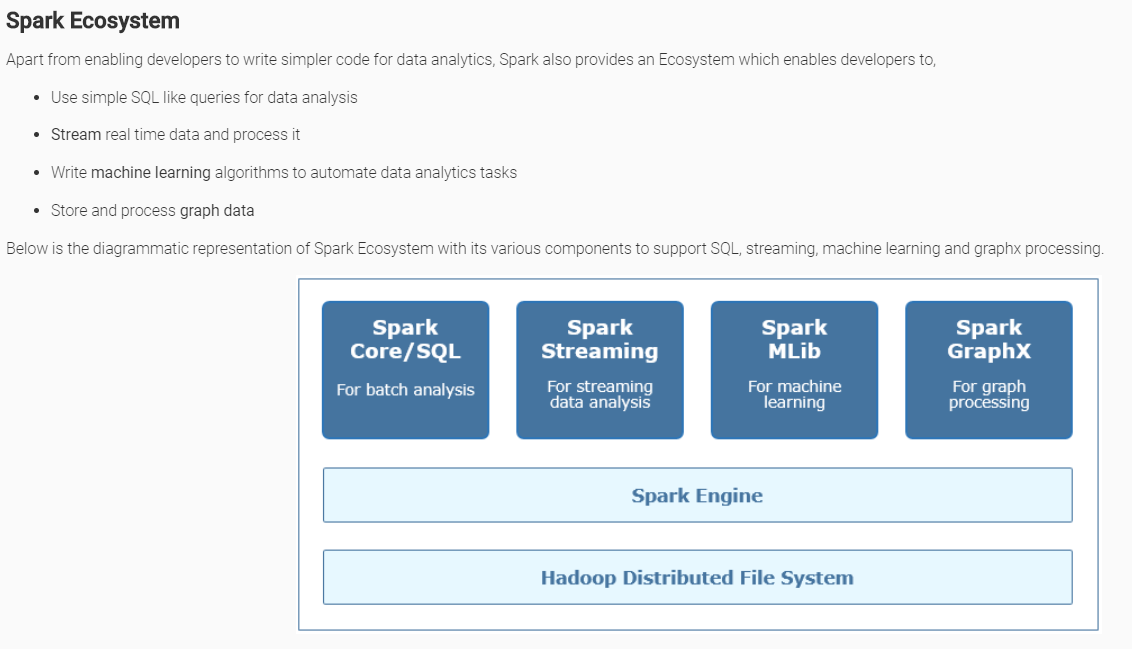 Spark Ecosystem
Apart from enabling developers to write simpler code for data analytics, Spark also provides an Ecosystem which enables developers to,
• Use simple SQL like queries for data analysis
• Stream real time data and process it
• Write machine learning algorithms to automate data analytics tasks
• Store and process graph data
Below is the diagrammatic representation of Spark Ecosystem with its various components to support SQL, streaming, machine learning and graphx processing.
Spark
Core/SQL
For batch analysis
Spark
Streaming
For streaming
data analysis
Spark
MLib
For machine
learning
Spark
GraphX
For graph
processing
Spark Engine
Hadoop Distributed File System